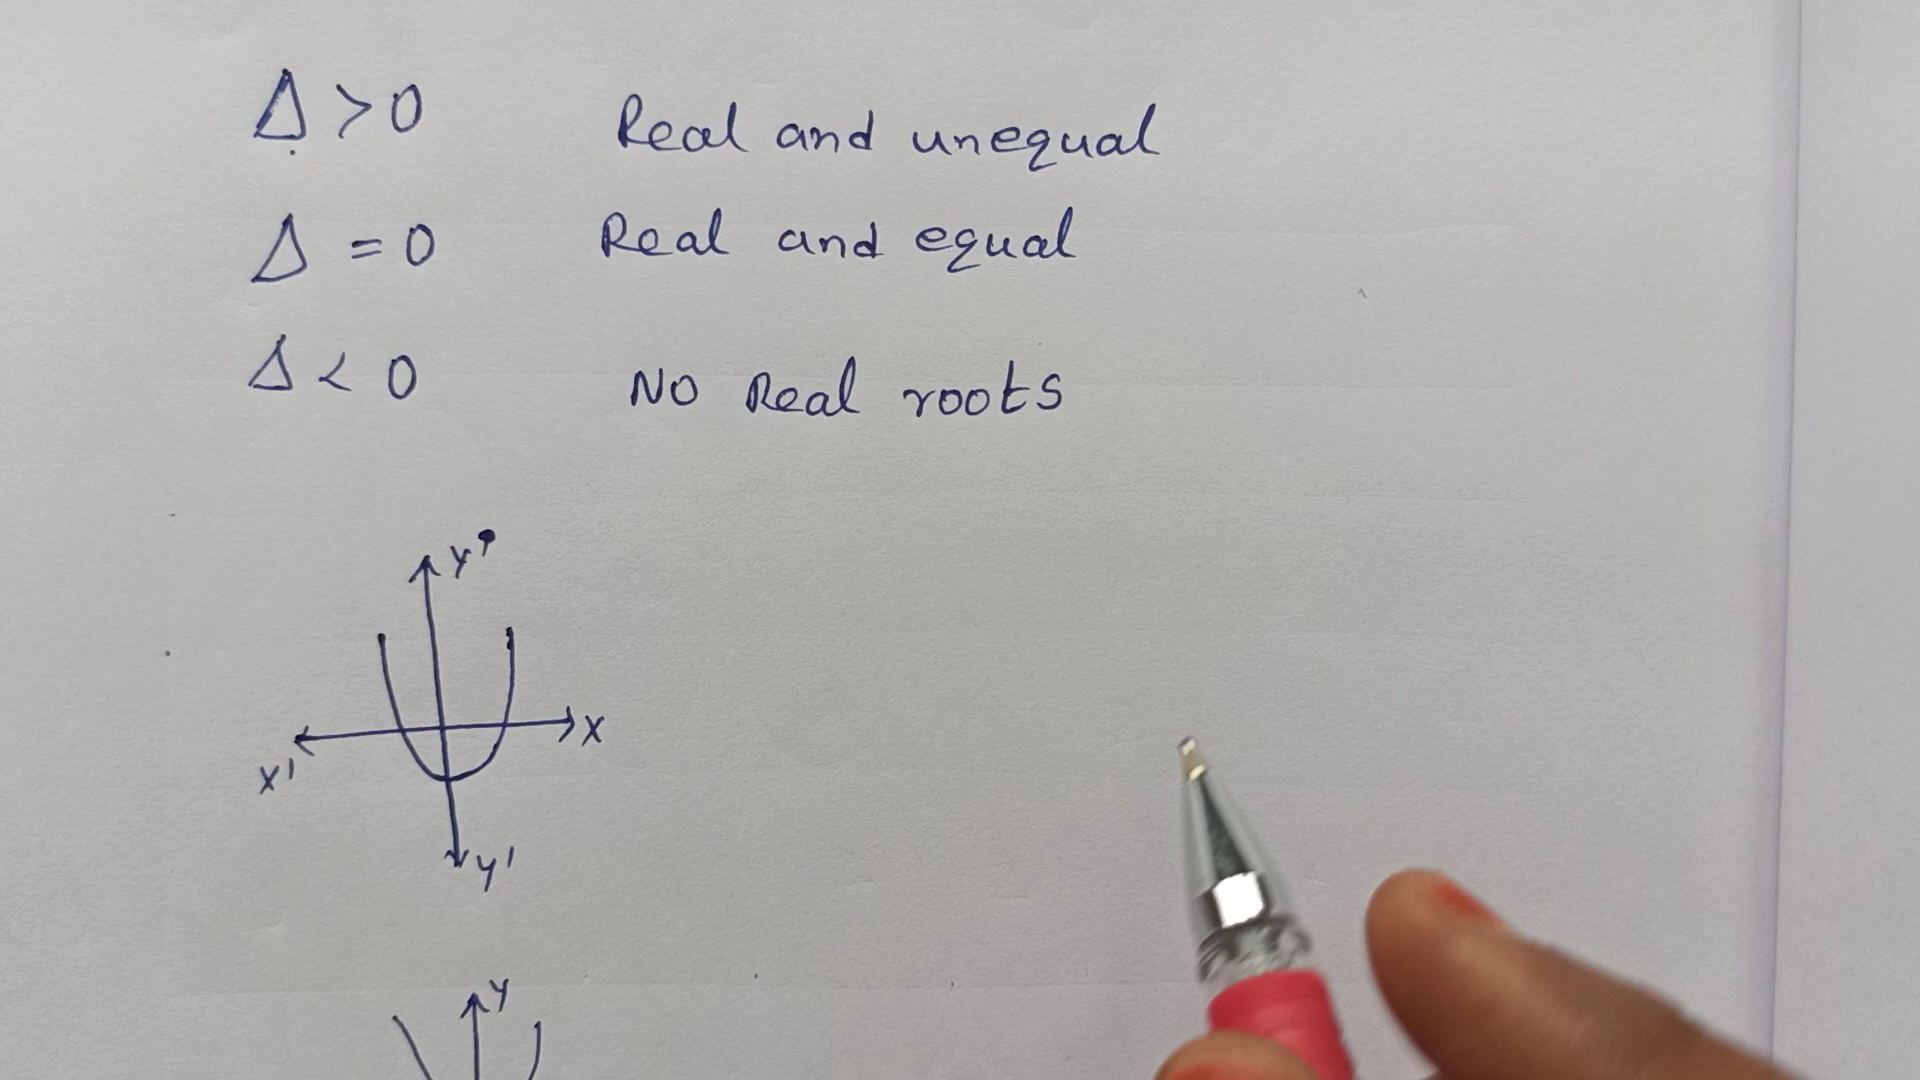 Δ > 0 Real and unequal
Δ = 0 Real and equal
Δ < 0 No Real roots
Y'
X
X'
Y'
Y